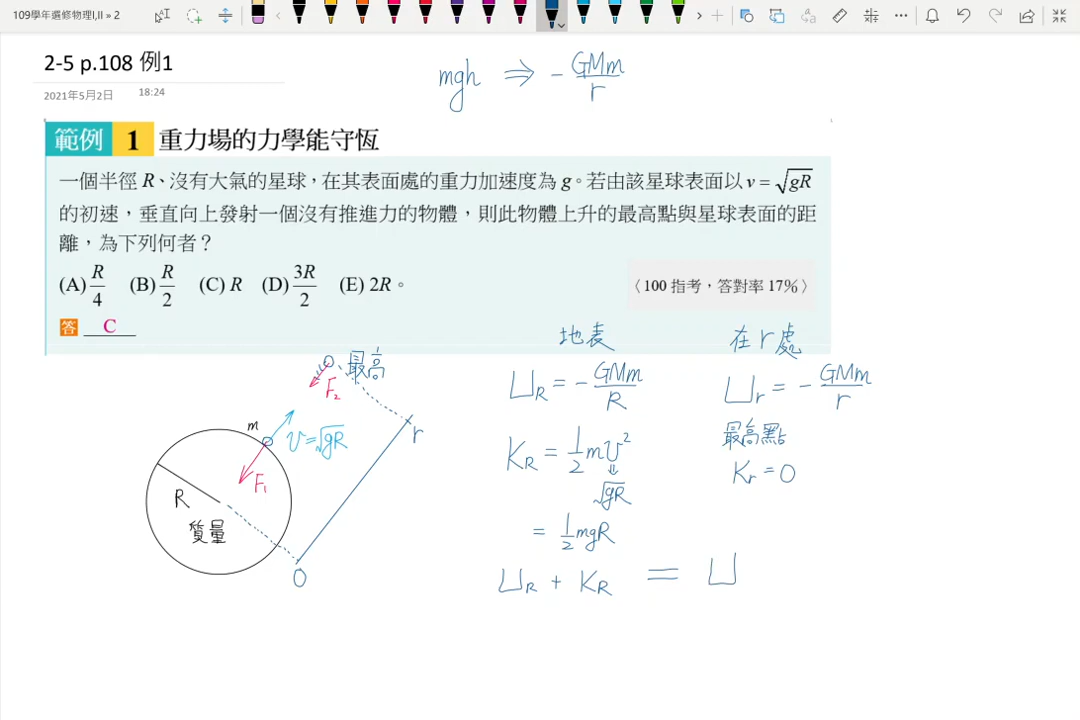 109學年選修物理I,II » 2
2-5 p.108 例1
2021年5月2日 18:24
mgh ⇒ - GMm/r
範例 1 重力場的力學能守恆
一個半徑 R、沒有大氣的星球，在其表面處的重力加速度為 g。若由該星球表面以 v = √gR
的初速，垂直向上發射一個沒有推進力的物體，則此物體上升的最高點與星球表面的距
離，為下列何者？
(A) R/4 (B) R/2 (C) R (D) 3R/2 (E) 2R。
〈100 指考，答對率 17%〉
答 C
地表
在 r 處
最高
F₂
U_R = - GMm/R
U_r = - GMm/r
m
v = √gR
r
最高點
K_R = 1/2 mv²
K_r = 0
F₁
√gR
R
質量
= 1/2 mgR
O
U_R + K_R = U